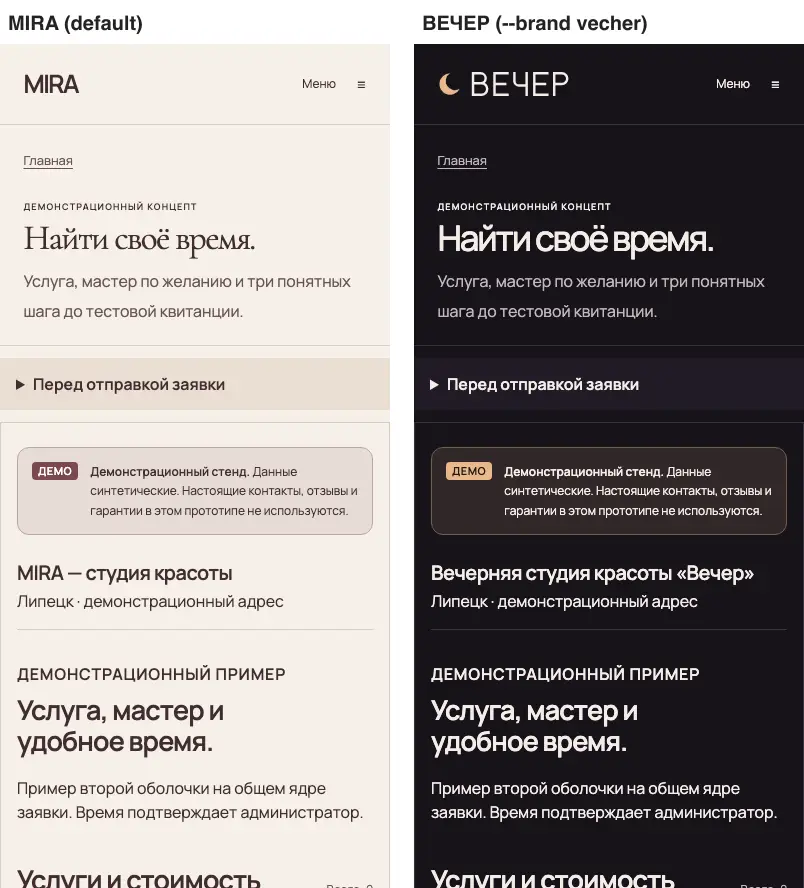 MIRA (default)
MIRA
Меню ≡
Главная
ДЕМОНСТРАЦИОННЫЙ КОНЦЕПТ
Найти своё время.
Услуга, мастер по желанию и три понятных
шага до тестовой квитанции.
▶ Перед отправкой заявки
ДЕМО
Демонстрационный стенд. Данные
синтетические. Настоящие контакты, отзывы и
гарантии в этом прототипе не используются.
MIRA — студия красоты
Липецк · демонстрационный адрес
ДЕМОНСТРАЦИОННЫЙ ПРИМЕР
Услуга, мастер и
удобное время.
Пример второй оболочки на общем ядре
заявки. Время подтверждает администратор.
Услуги и стоимость
ВЕЧЕР (--brand vecher)
ВЕЧЕР
Меню ≡
Главная
ДЕМОНСТРАЦИОННЫЙ КОНЦЕПТ
Найти своё время.
Услуга, мастер по желанию и три понятных
шага до тестовой квитанции.
▶ Перед отправкой заявки
ДЕМО
Демонстрационный стенд. Данные
синтетические. Настоящие контакты, отзывы и
гарантии в этом прототипе не используются.
Вечерняя студия красоты «Вечер»
Липецк · демонстрационный адрес
ДЕМОНСТРАЦИОННЫЙ ПРИМЕР
Услуга, мастер и
удобное время.
Пример второй оболочки на общем ядре
заявки. Время подтверждает администратор.
Услуги и стоимость